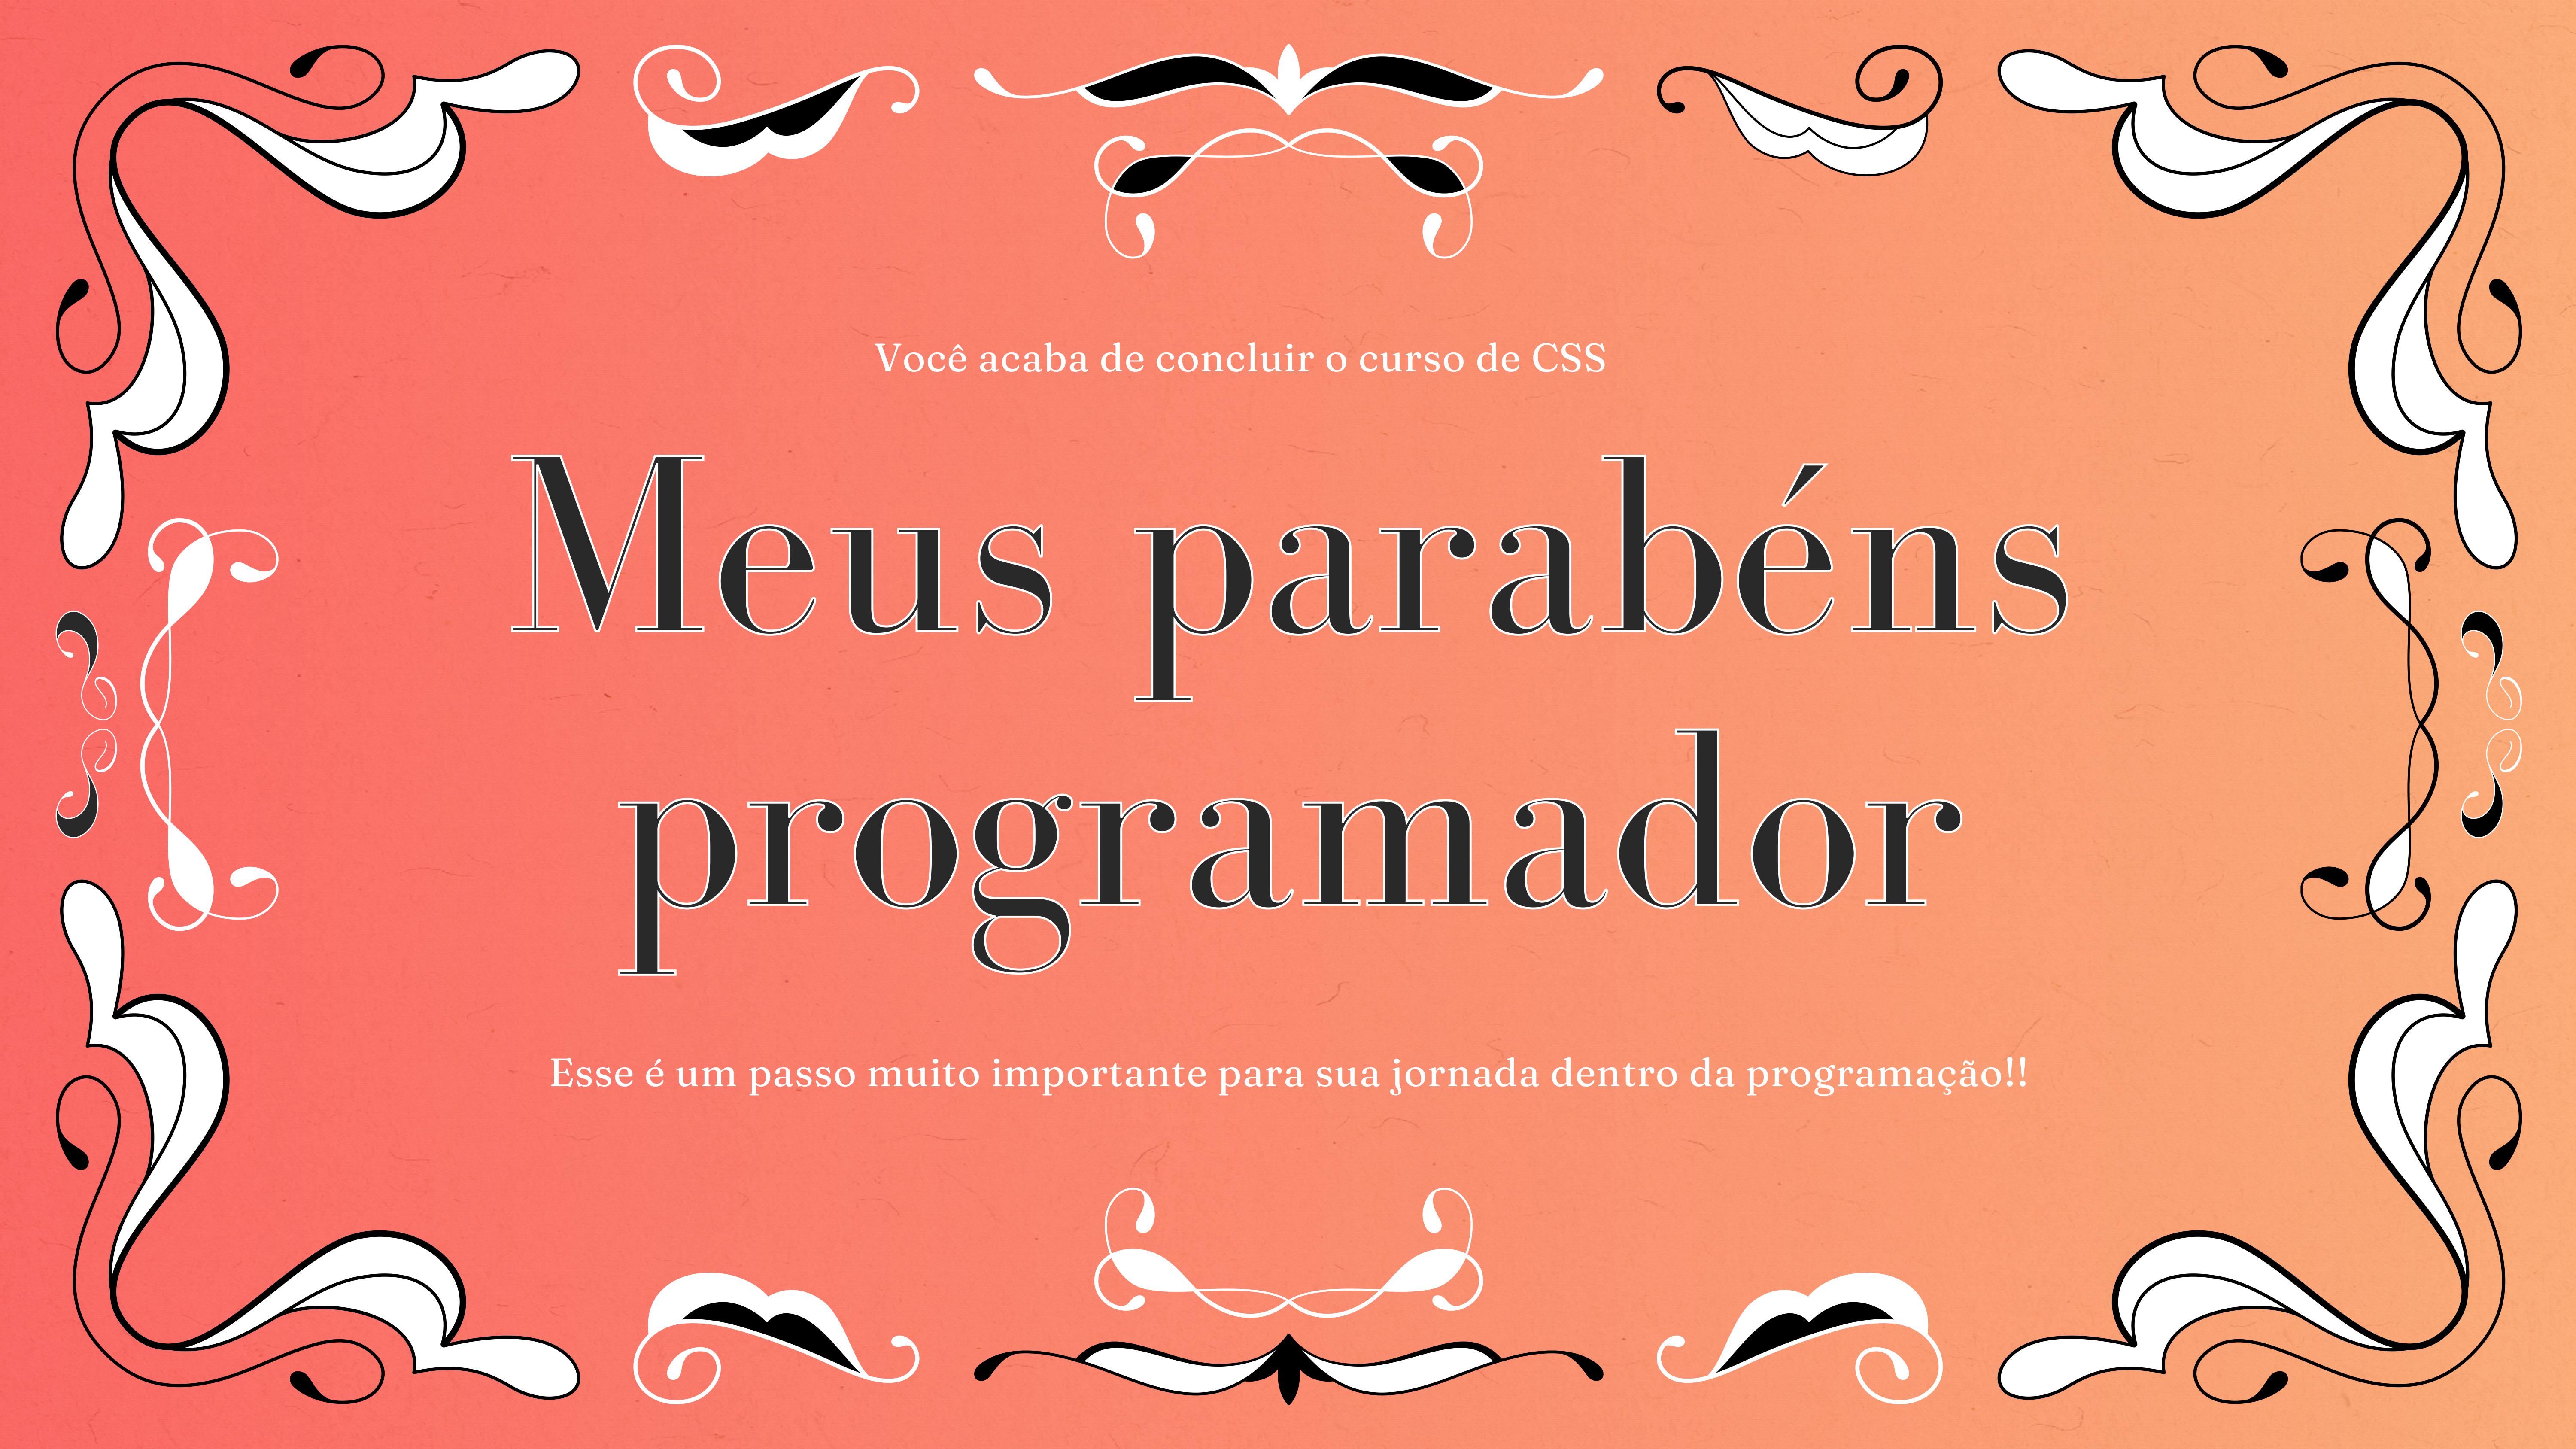 Você acaba de concluir o curso de CSS
Meus parabéns
programador
Esse é um passo muito importante para sua jornada dentro da programação!!